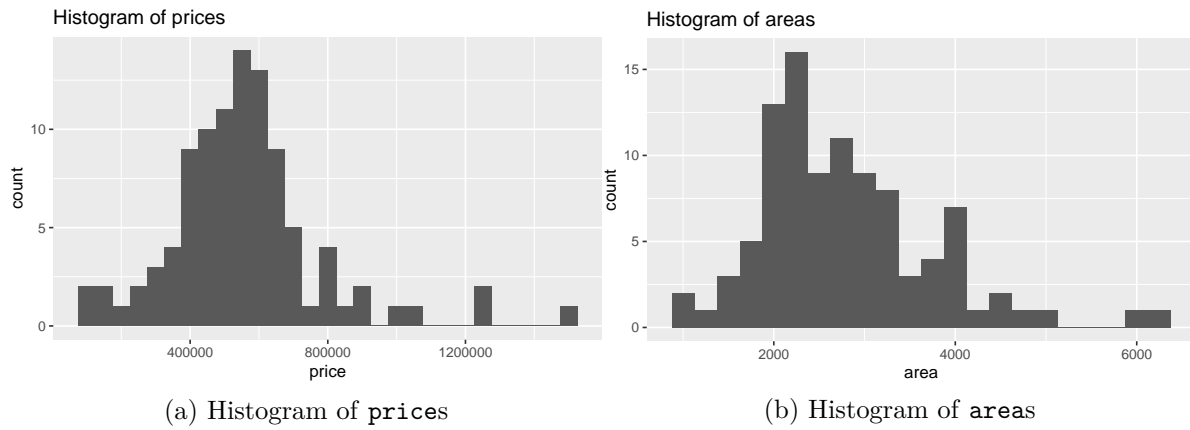 Histogram of prices
count
10
5
0
400000 800000 1200000
price
(a) Histogram of prices
Histogram of areas
count
15
10
5
0
2000 4000 6000
area
(b) Histogram of areas